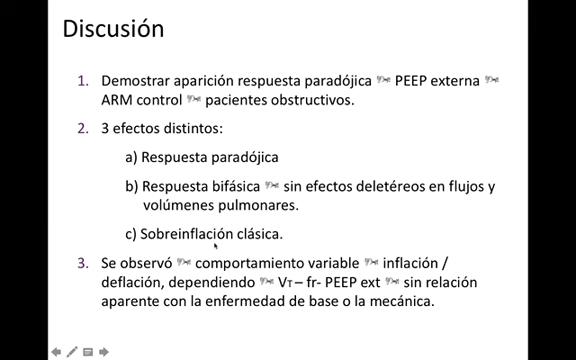 Discusión
1. Demostrar aparición respuesta paradójica PEEP externa
ARM control pacientes obstructivos.
2. 3 efectos distintos:
a) Respuesta paradójica
b) Respuesta bifásica sin efectos deletéreos en flujos y
volúmenes pulmonares.
c) Sobreinflación clásica.
3. Se observó comportamiento variable inflación /
deflación, dependiendo VT – fr- PEEP ext sin relación
aparente con la enfermedad de base o la mecánica.